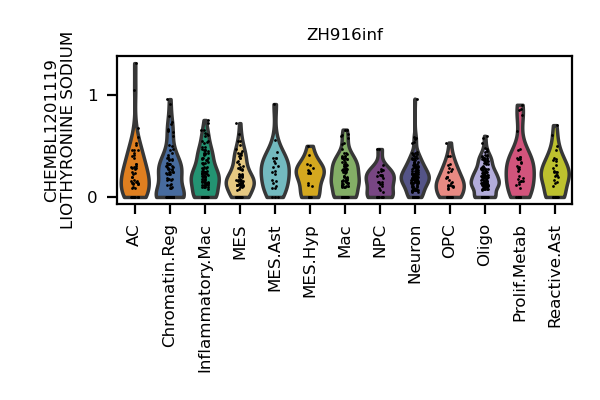 ZH916inf
CHEMBL1201119
LIOTHYRONINE SODIUM
1
0
AC
Chromatin.Reg
Inflammatory.Mac
MES
MES.Ast
MES.Hyp
Mac
NPC
Neuron
OPC
Oligo
Prolif.Metab
Reactive.Ast